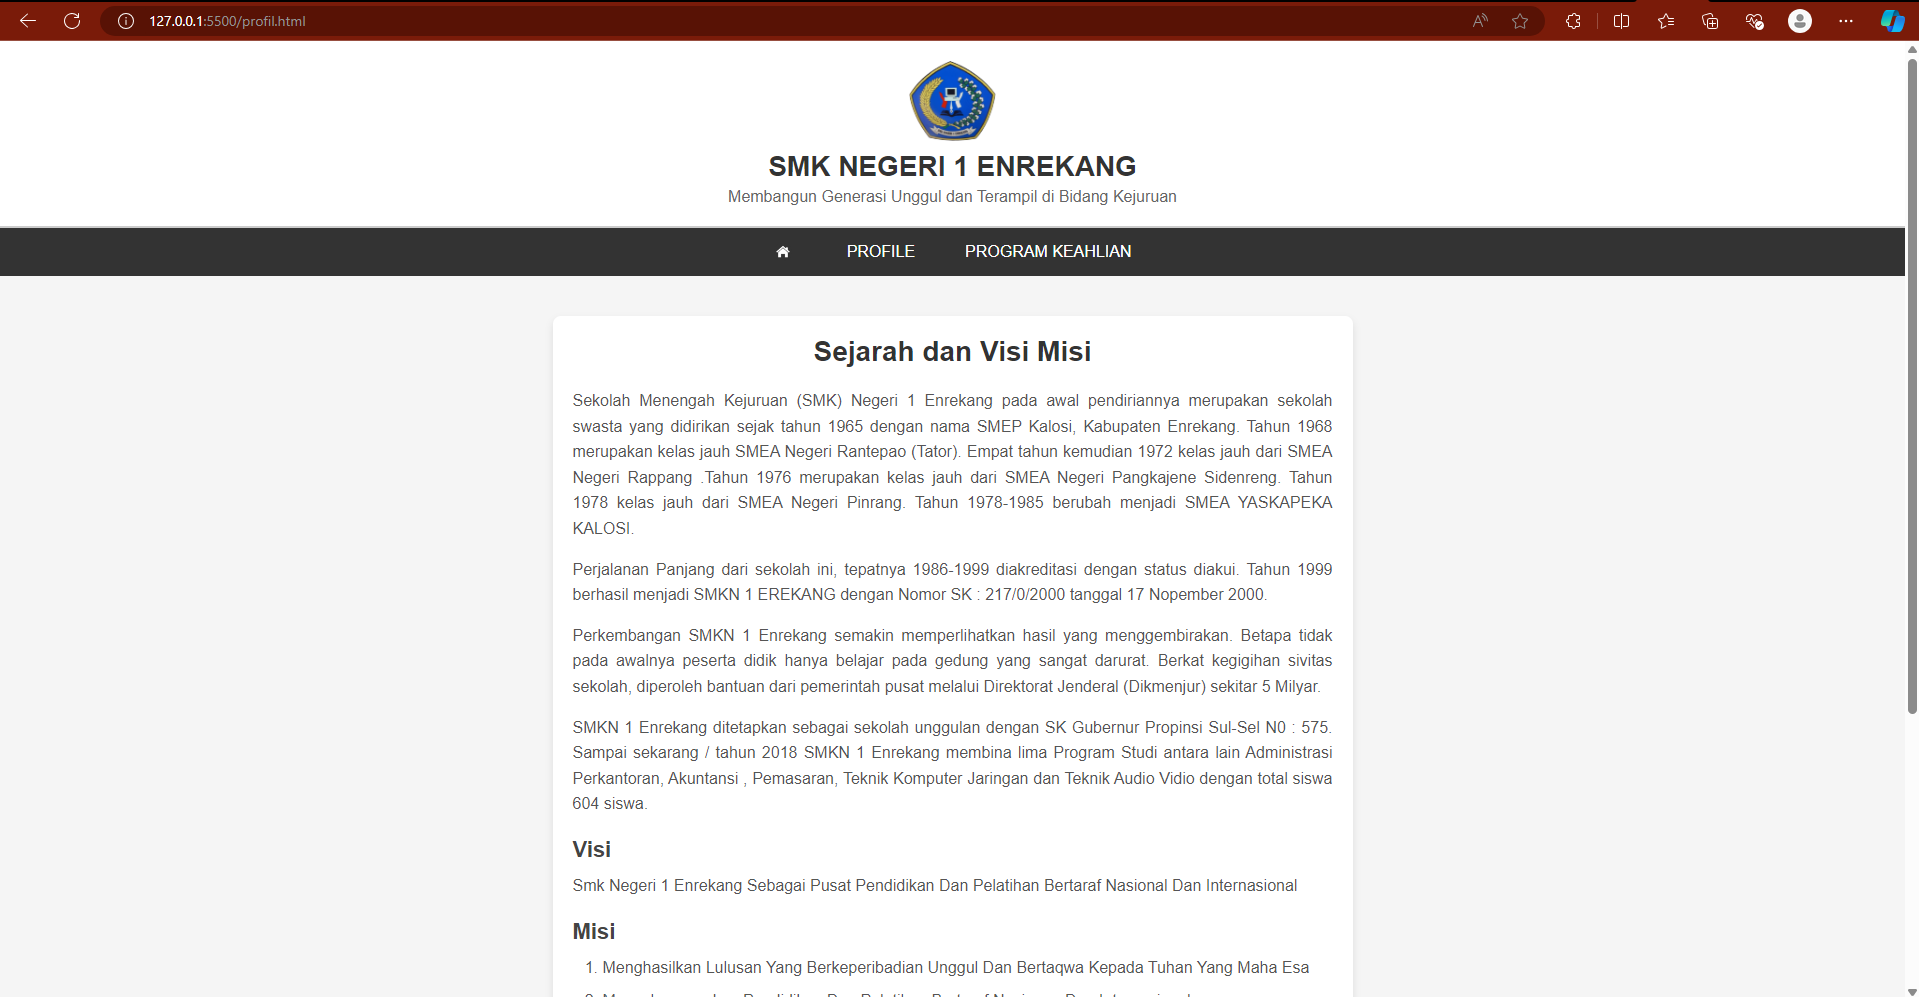 127.0.0.1:5500/profil.html
SMK NEGERI 1 ENREKANG
Membangun Generasi Unggul dan Terampil di Bidang Kejuruan
PROFILE PROGRAM KEAHLIAN
Sejarah dan Visi Misi
Sekolah Menengah Kejuruan (SMK) Negeri 1 Enrekang pada awal pendiriannya merupakan sekolah
swasta yang didirikan sejak tahun 1965 dengan nama SMEP Kalosi, Kabupaten Enrekang. Tahun 1968
merupakan kelas jauh SMEA Negeri Rantepao (Tator). Empat tahun kemudian 1972 kelas jauh dari SMEA
Negeri Rappang .Tahun 1976 merupakan kelas jauh dari SMEA Negeri Pangkajene Sidenreng. Tahun
1978 kelas jauh dari SMEA Negeri Pinrang. Tahun 1978-1985 berubah menjadi SMEA YASKAPEKA
KALOSI.
Perjalanan Panjang dari sekolah ini, tepatnya 1986-1999 diakreditasi dengan status diakui. Tahun 1999
berhasil menjadi SMKN 1 EREKANG dengan Nomor SK : 217/0/2000 tanggal 17 Nopember 2000.
Perkembangan SMKN 1 Enrekang semakin memperlihatkan hasil yang menggembirakan. Betapa tidak
pada awalnya peserta didik hanya belajar pada gedung yang sangat darurat. Berkat kegigihan sivitas
sekolah, diperoleh bantuan dari pemerintah pusat melalui Direktorat Jenderal (Dikmenjur) sekitar 5 Milyar.
SMKN 1 Enrekang ditetapkan sebagai sekolah unggulan dengan SK Gubernur Propinsi Sul-Sel N0 : 575.
Sampai sekarang / tahun 2018 SMKN 1 Enrekang membina lima Program Studi antara lain Administrasi
Perkantoran, Akuntansi , Pemasaran, Teknik Komputer Jaringan dan Teknik Audio Vidio dengan total siswa
604 siswa.
Visi
Smk Negeri 1 Enrekang Sebagai Pusat Pendidikan Dan Pelatihan Bertaraf Nasional Dan Internasional
Misi
1. Menghasilkan Lulusan Yang Berkeperibadian Unggul Dan Bertaqwa Kepada Tuhan Yang Maha Esa